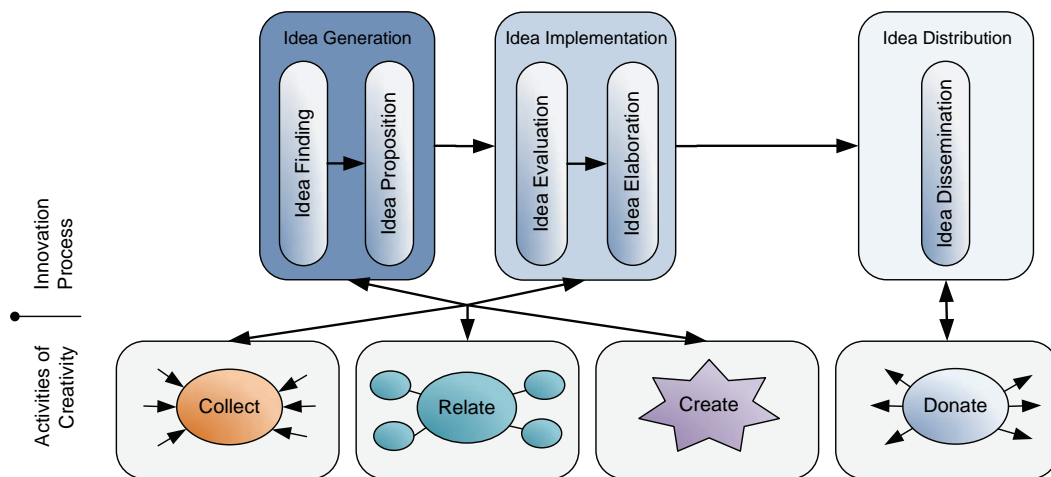 Idea Generation
Idea Implementation
Idea Distribution
Idea Finding
Idea Proposition
Idea Evaluation
Idea Elaboration
Idea Dissemination
Innovation
Process
Activities of
Creativity
Collect
Relate
Create
Donate